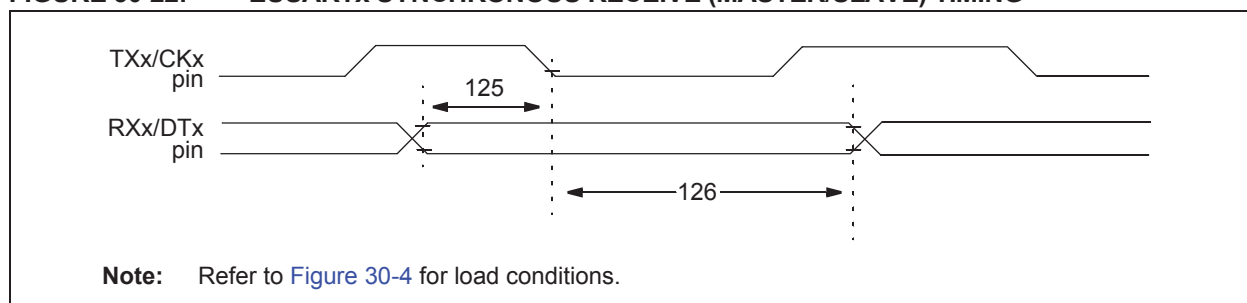 TXx/CKx
pin
125
RXx/DTx
pin
126
Note: Refer to Figure 30-4 for load conditions.